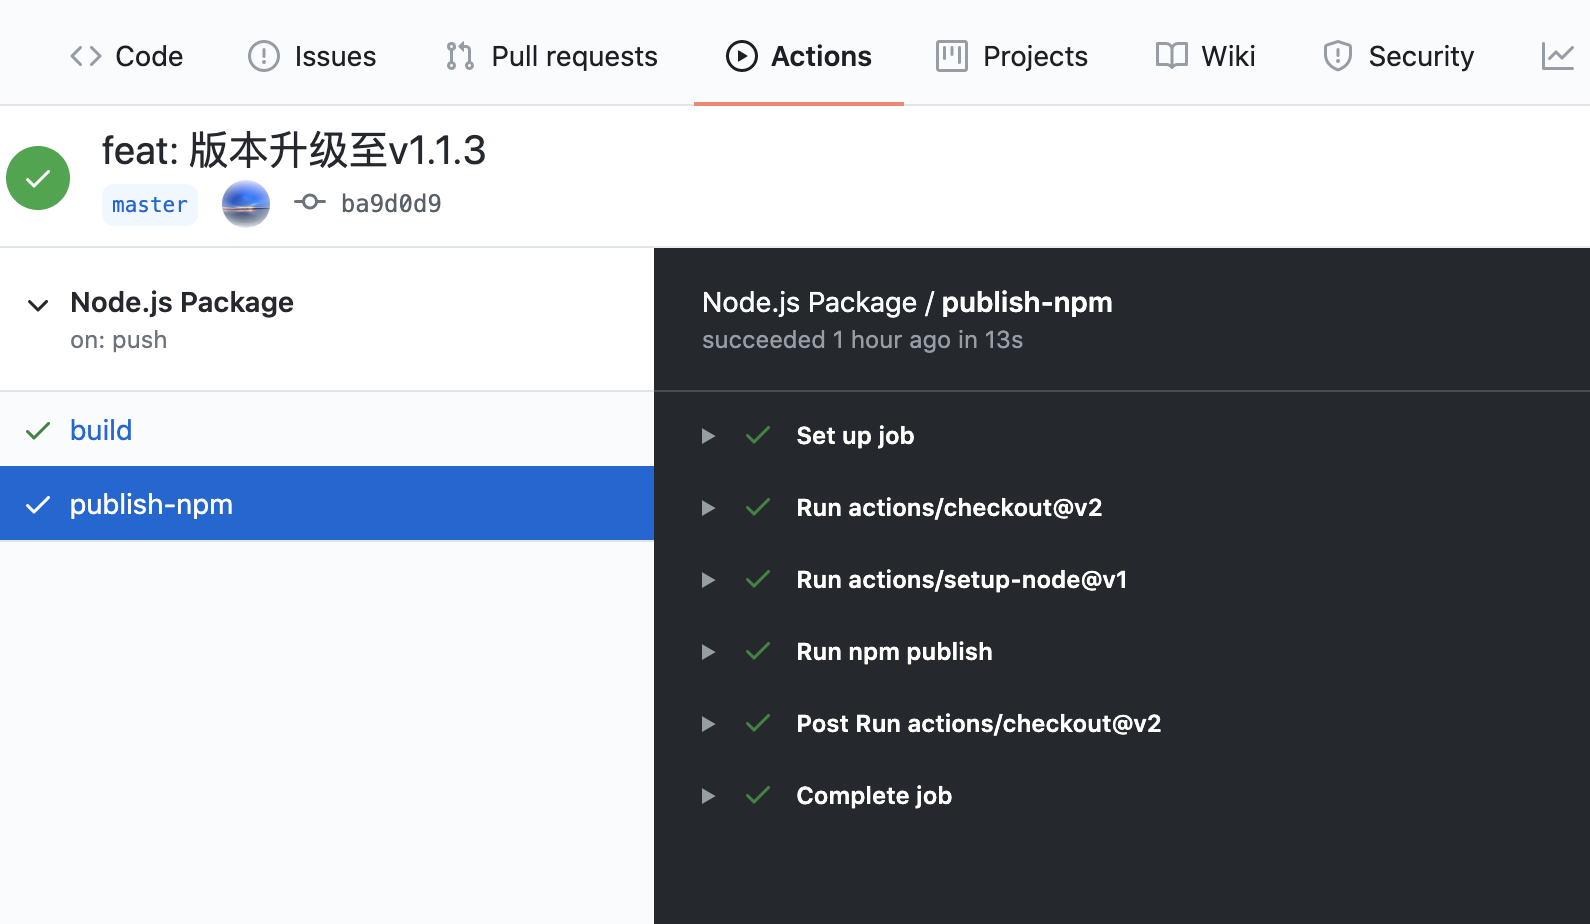 Code Issues Pull requests Actions Projects Wiki Security
feat: 版本升级至v1.1.3
master ba9d0d9
Node.js Package
on: push
build
publish-npm
Node.js Package / publish-npm
succeeded 1 hour ago in 13s
Set up job
Run actions/checkout@v2
Run actions/setup-node@v1
Run npm publish
Post Run actions/checkout@v2
Complete job